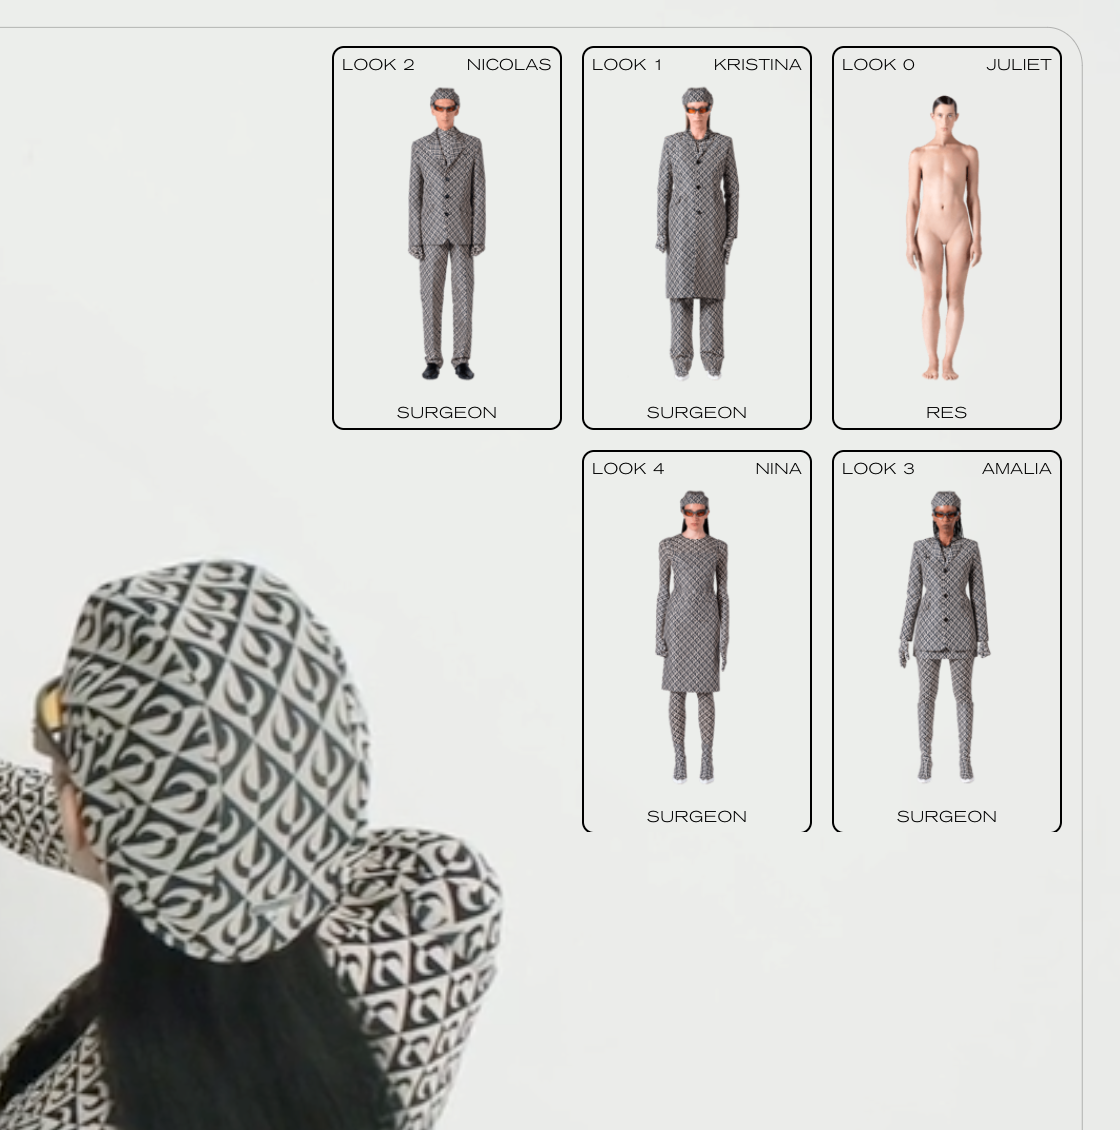 LOOK 2 NICOLAS
SURGEON
LOOK 1 KRISTINA
SURGEON
LOOK 0 JULIET
RES
LOOK 4 NINA
SURGEON
LOOK 3 AMALIA
SURGEON